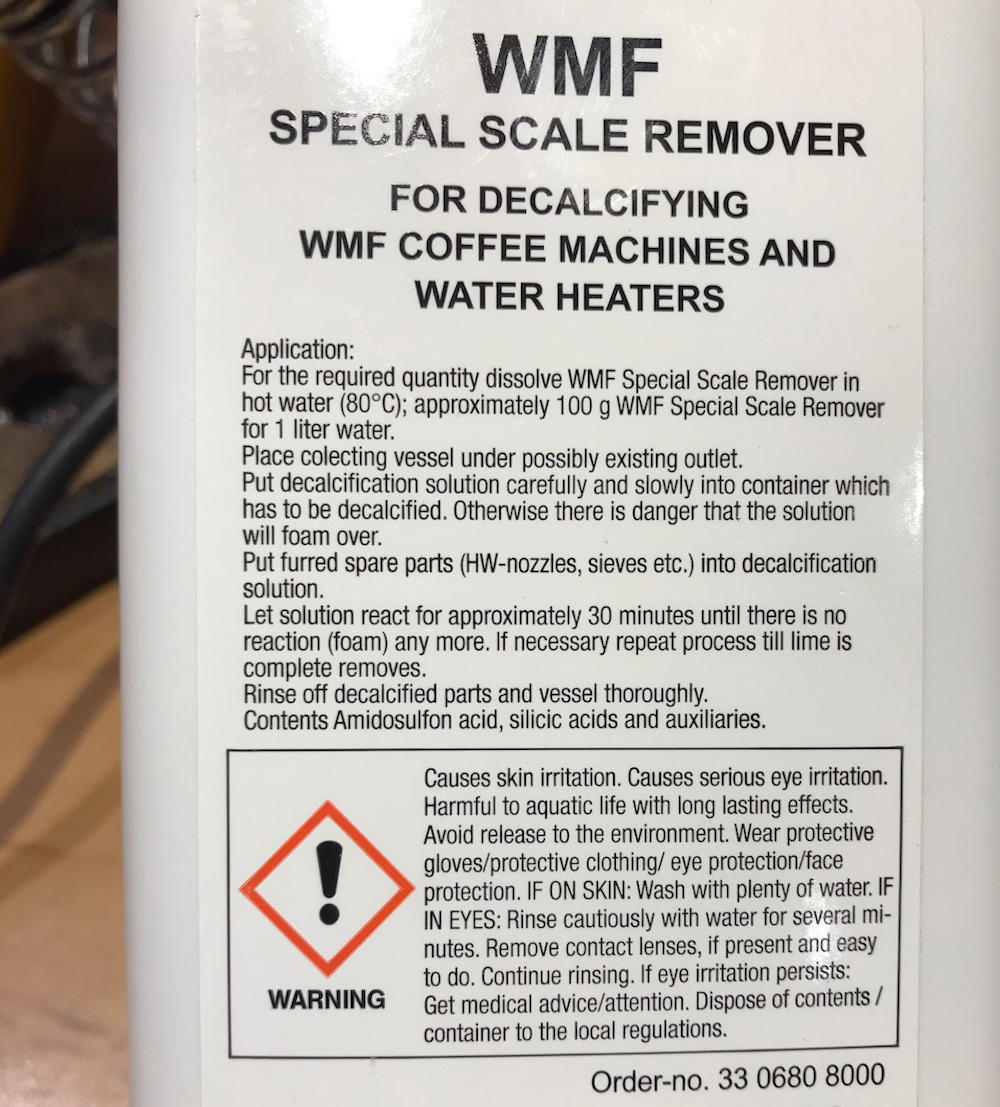 WMF
SPECIAL SCALE REMOVER
FOR DECALCIFYING
WMF COFFEE MACHINES AND
WATER HEATERS
Application:
For the required quantity dissolve WMF Special Scale Remover in
hot water (80°C); approximately 100 g WMF Special Scale Remover
for 1 liter water.
Place colecting vessel under possibly existing outlet.
Put decalcification solution carefully and slowly into container which
has to be decalcified. Otherwise there is danger that the solution
will foam over.
Put furred spare parts (HW-nozzles, sieves etc.) into decalcification
solution.
Let solution react for approximately 30 minutes until there is no
reaction (foam) any more. If necessary repeat process till lime is
complete removes.
Rinse off decalcified parts and vessel thoroughly.
Contents Amidosulfon acid, silicic acids and auxiliaries.
Causes skin irritation. Causes serious eye irritation.
Harmful to aquatic life with long lasting effects.
Avoid release to the environment. Wear protective
gloves/protective clothing/ eye protection/face
protection. IF ON SKIN: Wash with plenty of water. IF
IN EYES: Rinse cautiously with water for several mi-
nutes. Remove contact lenses, if present and easy
to do. Continue rinsing. If eye irritation persists:
Get medical advice/attention. Dispose of contents /
container to the local regulations.
WARNING
Order-no. 33 0680 8000